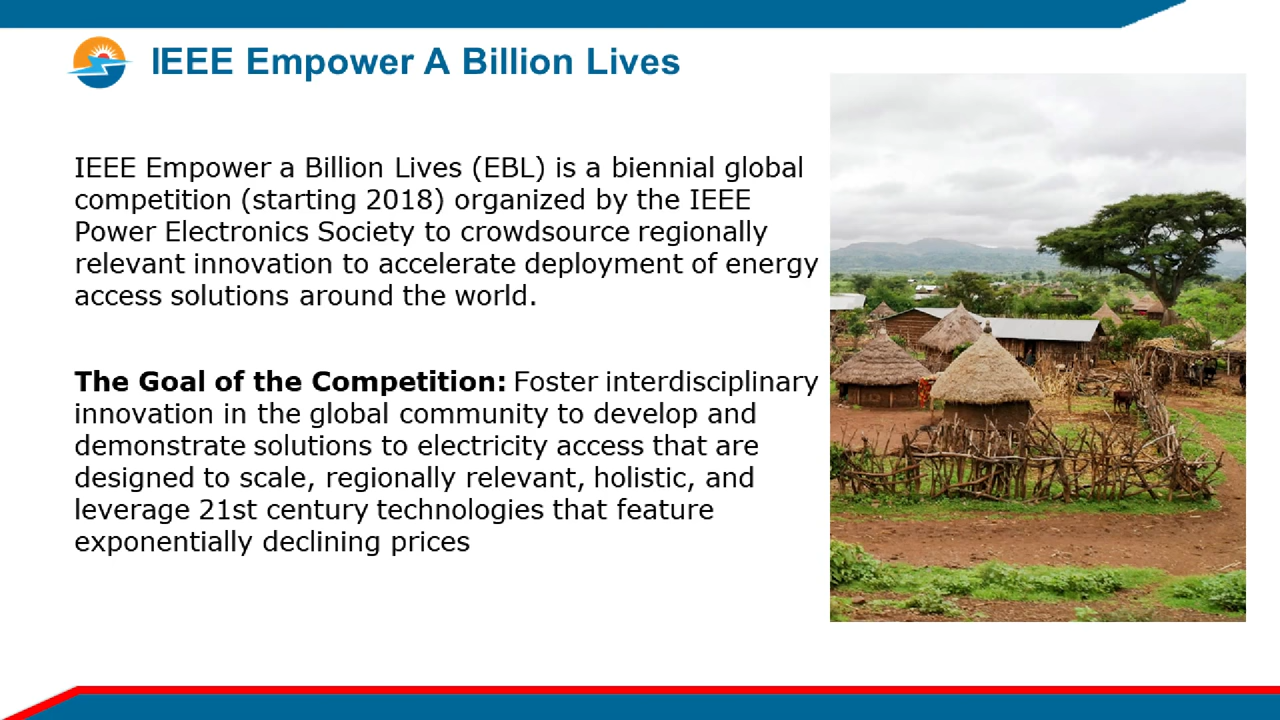 IEEE Empower A Billion Lives
IEEE Empower a Billion Lives (EBL) is a biennial global
competition (starting 2018) organized by the IEEE
Power Electronics Society to crowdsource regionally
relevant innovation to accelerate deployment of energy
access solutions around the world.
The Goal of the Competition: Foster interdisciplinary
innovation in the global community to develop and
demonstrate solutions to electricity access that are
designed to scale, regionally relevant, holistic, and
leverage 21st century technologies that feature
exponentially declining prices